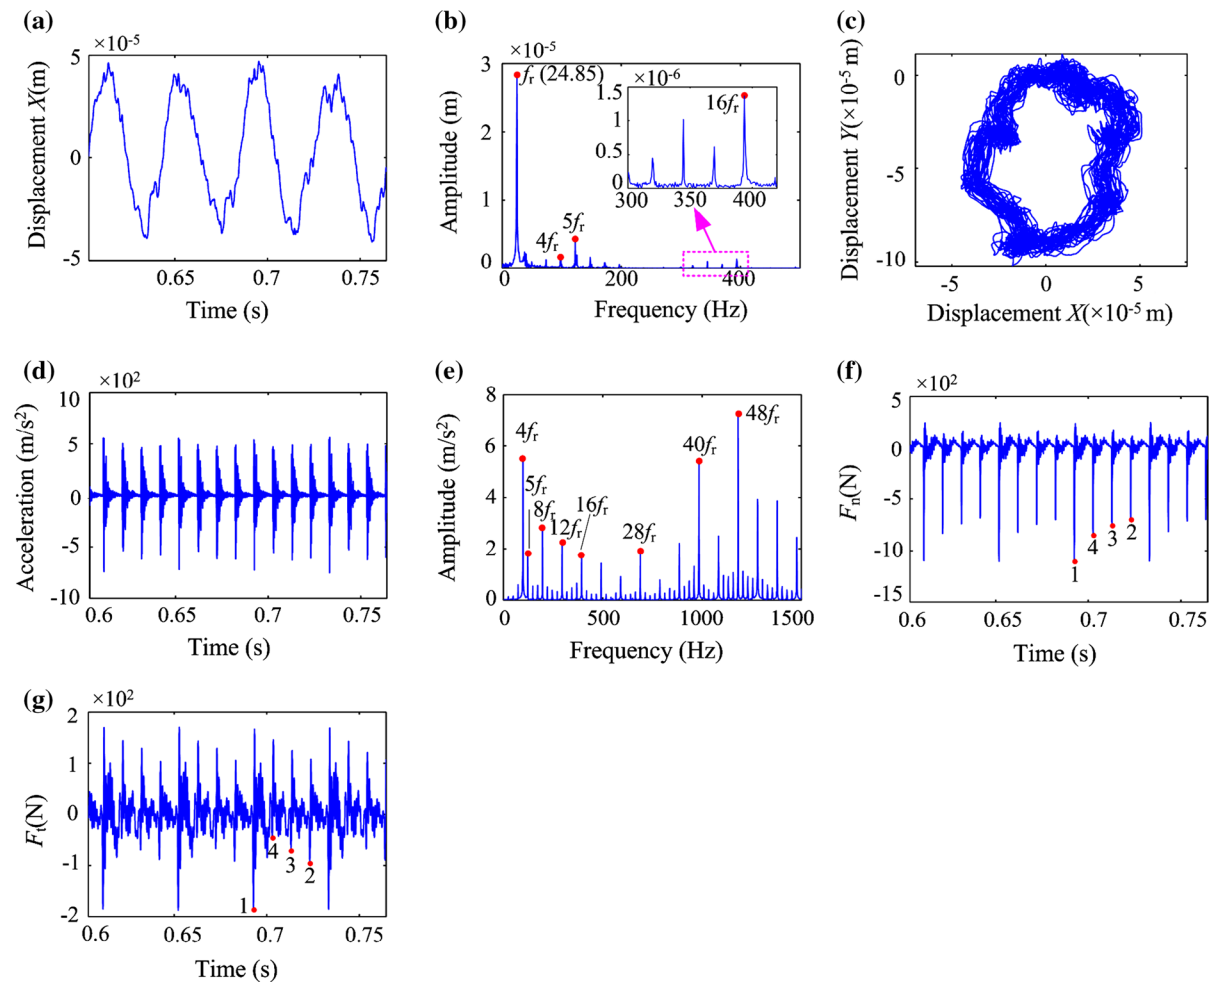 (a)
×10⁻⁵
5
0
-5
Displacement X(m)
0.65
0.7
0.75
Time (s)
(b)
×10⁻⁵
3
2
1
0
Amplitude (m)
fᵣ (24.85)
4fᵣ
5fᵣ
×10⁻⁶
1.5
1
0.5
0
16fᵣ
300
350
400
0
200
400
Frequency (Hz)
(c)
0
-5
-10
Displacement Y(×10⁻⁵ m)
-5
0
5
Displacement X(×10⁻⁵ m)
(d)
×10²
10
5
0
-5
-10
Acceleration (m/s²)
0.6
0.65
0.7
0.75
Time (s)
(e)
8
6
4
2
0
Amplitude (m/s²)
4fᵣ
5fᵣ
8fᵣ
12fᵣ
16fᵣ
28fᵣ
40fᵣ
48fᵣ
0
500
1000
1500
Frequency (Hz)
(f)
×10²
5
0
-5
-10
-15
Fₙ(N)
1
4
3
2
0.6
0.65
0.7
0.75
Time (s)
(g)
×10²
2
1
0
-1
-2
Fₜ(N)
1
4
3
2
0.6
0.65
0.7
0.75
Time (s)